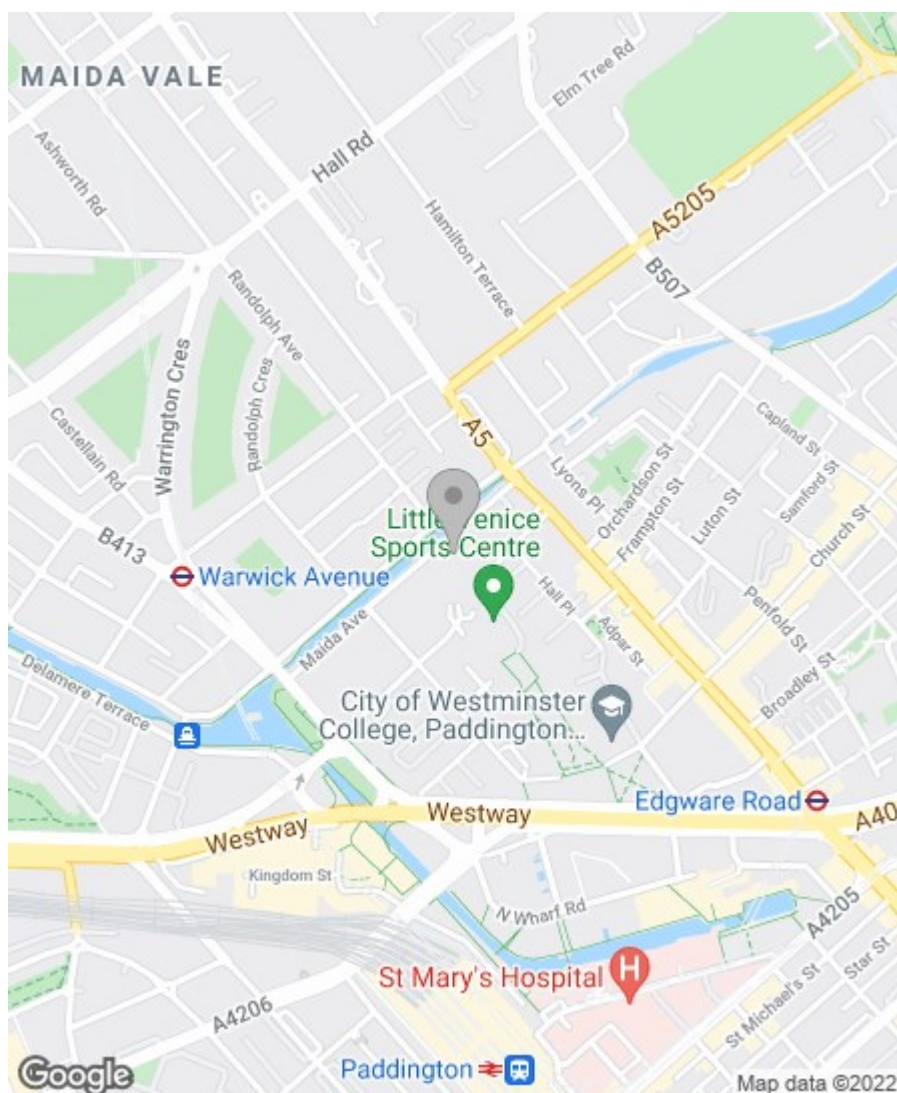 MAIDA VALE
Elm Tree Rd
Ashworth Rd
Hall Rd
A5205
Hamilton Terrace
B507
Randolph Ave
Warrington Cres
Randolph Cres
Castellain Rd
A5
Capland St
Lyons Pl
Orchardson St
Frampton St
Luton St
Samford St
Church St
B413
Little Venice
Sports Centre
Warwick Avenue
Hall Pl
Adpar St
Penfold St
Maida Ave
Broadley St
Delamere Terrace
City of Westminster
College, Paddington...
Edgware Road
Westway
Westway
A40
Kingdom St
N Wharf Rd
A4205
Star St
St Mary's Hospital
H
St Michael's St
A4206
Paddington
Google
Map data ©2022